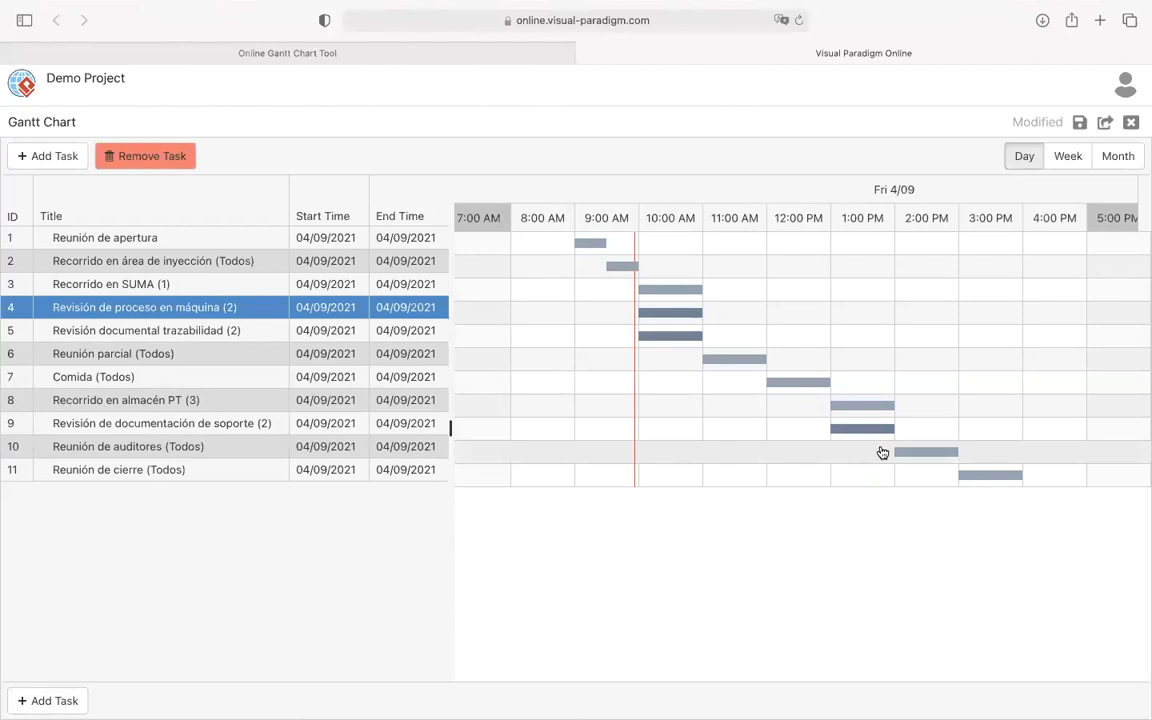 online.visual-paradigm.com
Online Gantt Chart Tool Visual Paradigm Online
Demo Project
Gantt Chart Modified
+ Add Task Remove Task Day Week Month
Fri 4/09
ID Title Start Time End Time 7:00 AM 8:00 AM 9:00 AM 10:00 AM 11:00 AM 12:00 PM 1:00 PM 2:00 PM 3:00 PM 4:00 PM 5:00 PM
1 Reunión de apertura 04/09/2021 04/09/2021
2 Recorrido en área de inyección (Todos) 04/09/2021 04/09/2021
3 Recorrido en SUMA (1) 04/09/2021 04/09/2021
4 Revisión de proceso en máquina (2) 04/09/2021 04/09/2021
5 Revisión documental trazabilidad (2) 04/09/2021 04/09/2021
6 Reunión parcial (Todos) 04/09/2021 04/09/2021
7 Comida (Todos) 04/09/2021 04/09/2021
8 Recorrido en almacén PT (3) 04/09/2021 04/09/2021
9 Revisión de documentación de soporte (2) 04/09/2021 04/09/2021
10 Reunión de auditores (Todos) 04/09/2021 04/09/2021
11 Reunión de cierre (Todos) 04/09/2021 04/09/2021
+ Add Task